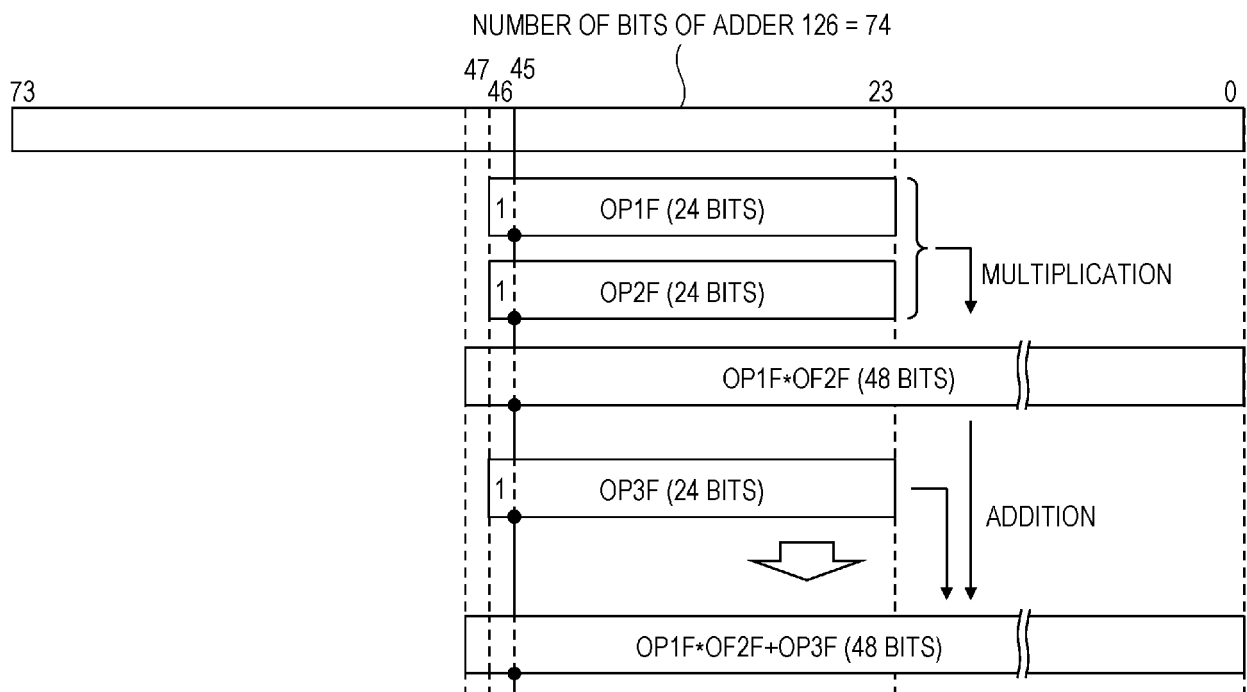 NUMBER OF BITS OF ADDER 126 = 74
73
47
46
45
23
0
1
OP1F (24 BITS)
1
OP2F (24 BITS)
MULTIPLICATION
OP1F*OF2F (48 BITS)
1
OP3F (24 BITS)
ADDITION
OP1F*OF2F+OP3F (48 BITS)